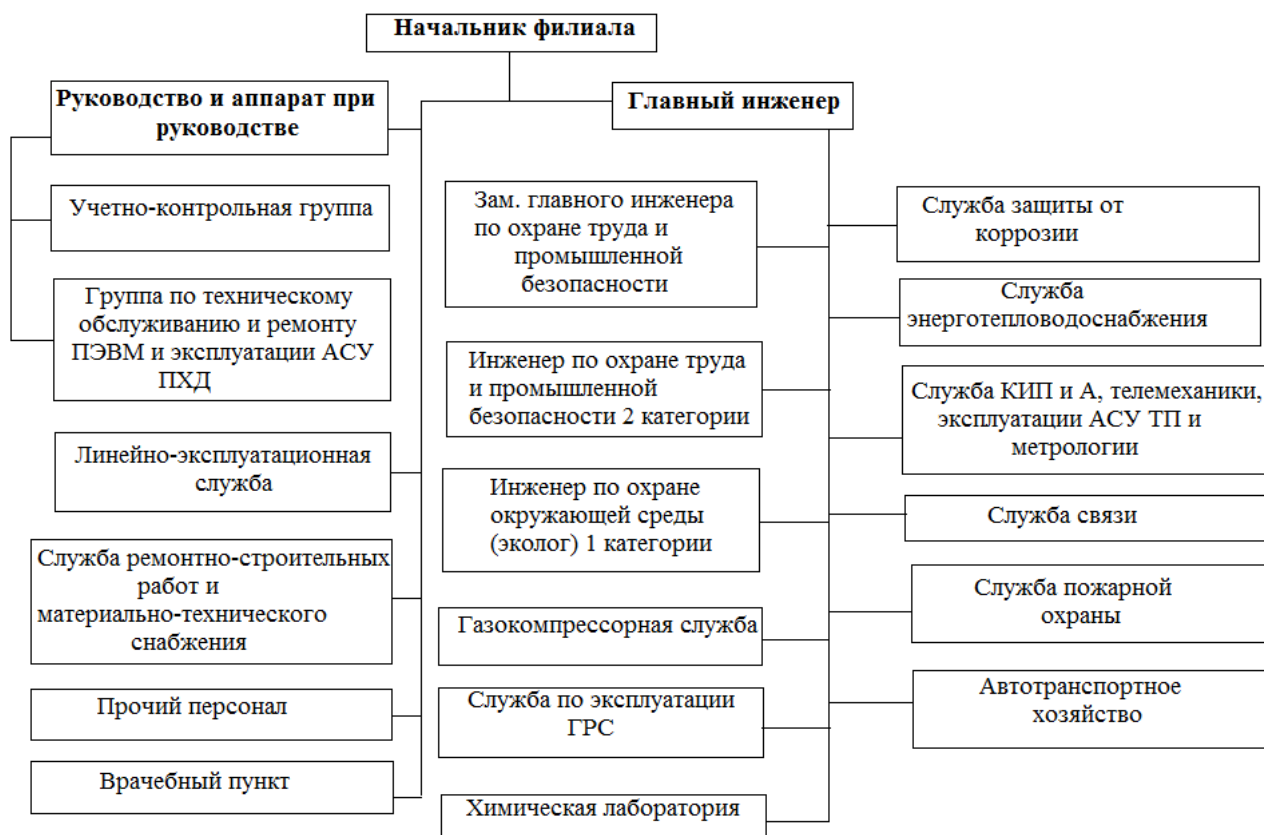 Начальник филиала
Руководство и аппарат при
руководстве
Главный инженер
Учетно-контрольная группа
Группа по техническому
обслуживанию и ремонту
ПЭВМ и эксплуатации АСУ
ПХД
Линейно-эксплуатационная
служба
Служба ремонтно-строительных
работ и
материально-технического
снабжения
Прочий персонал
Врачебный пункт
Зам. главного инженера
по охране труда и
промышленной
безопасности
Инженер по охране труда
и промышленной
безопасности 2 категории
Инженер по охране
окружающей среды
(эколог) 1 категории
Газокомпрессорная служба
Служба по эксплуатации
ГРС
Химическая лаборатория
Служба защиты от
коррозии
Служба
энерготепловодоснабжения
Служба КИП и А, телемеханики,
эксплуатации АСУ ТП и
метрологии
Служба связи
Служба пожарной
охраны
Автотранспортное
хозяйство